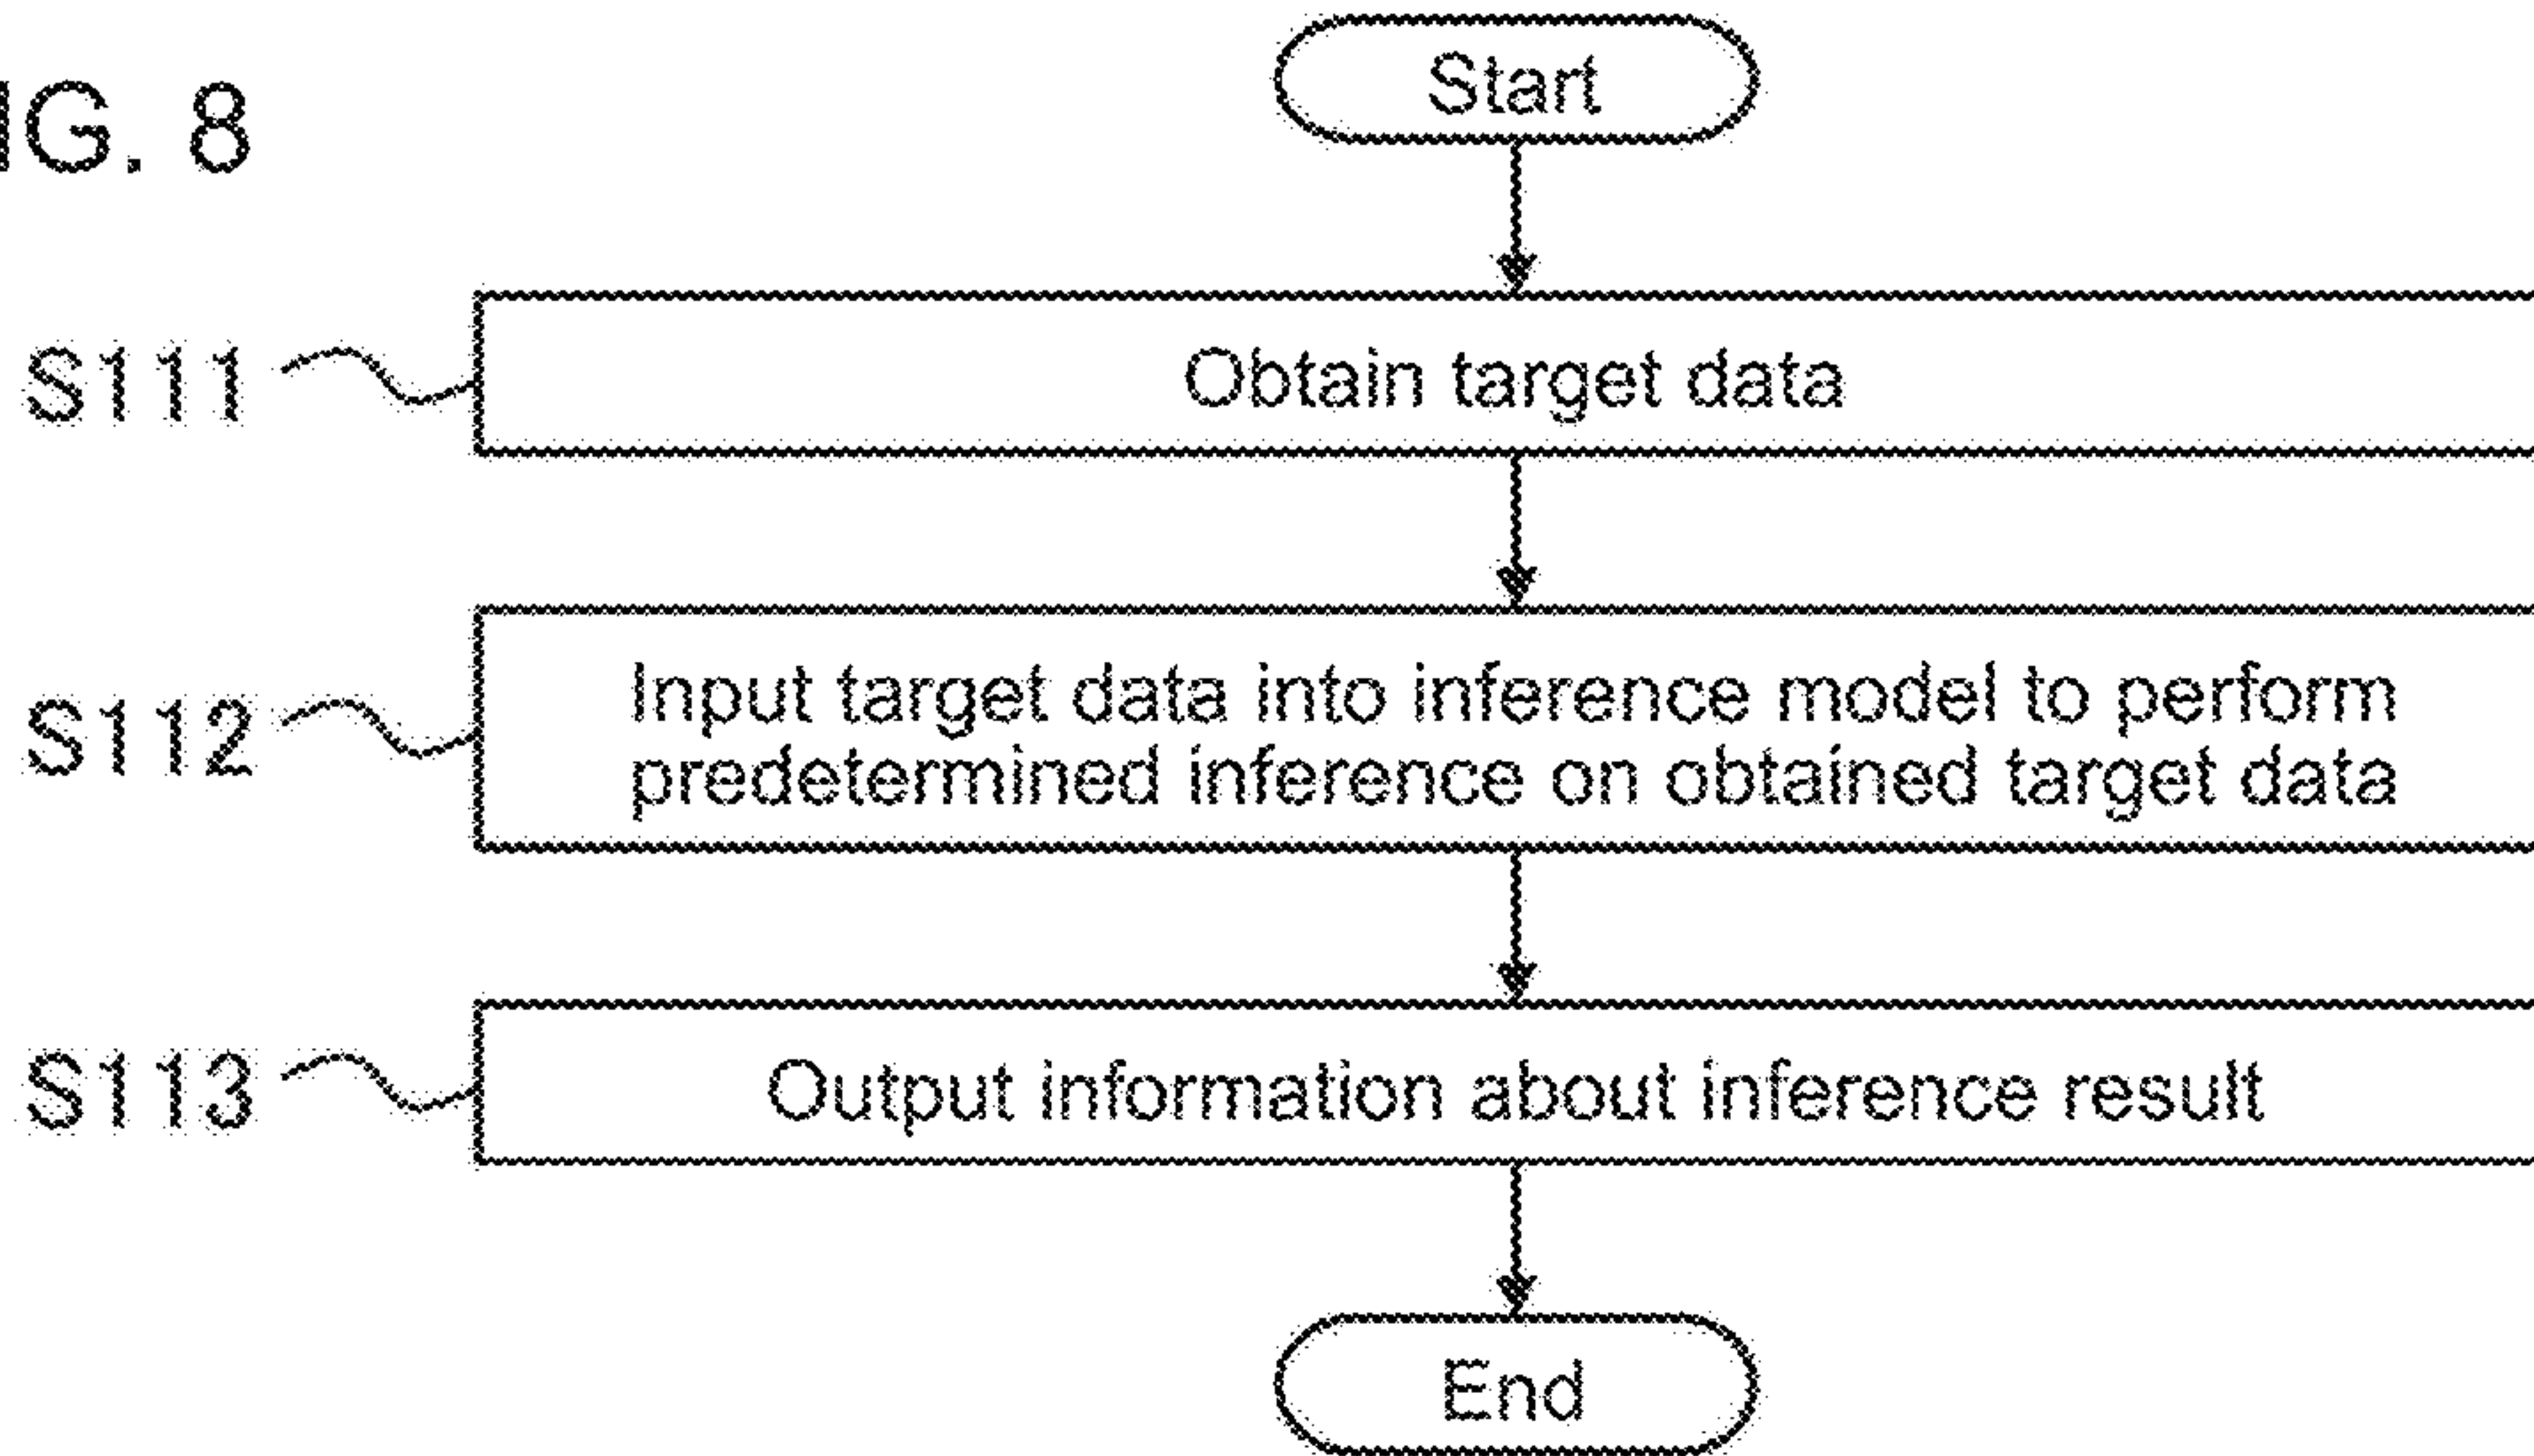 IG. 8
Start
S111
Obtain target data
S112
Input target data into inference model to perform
predetermined inference on obtained target data
S113
Output information about inference result
End